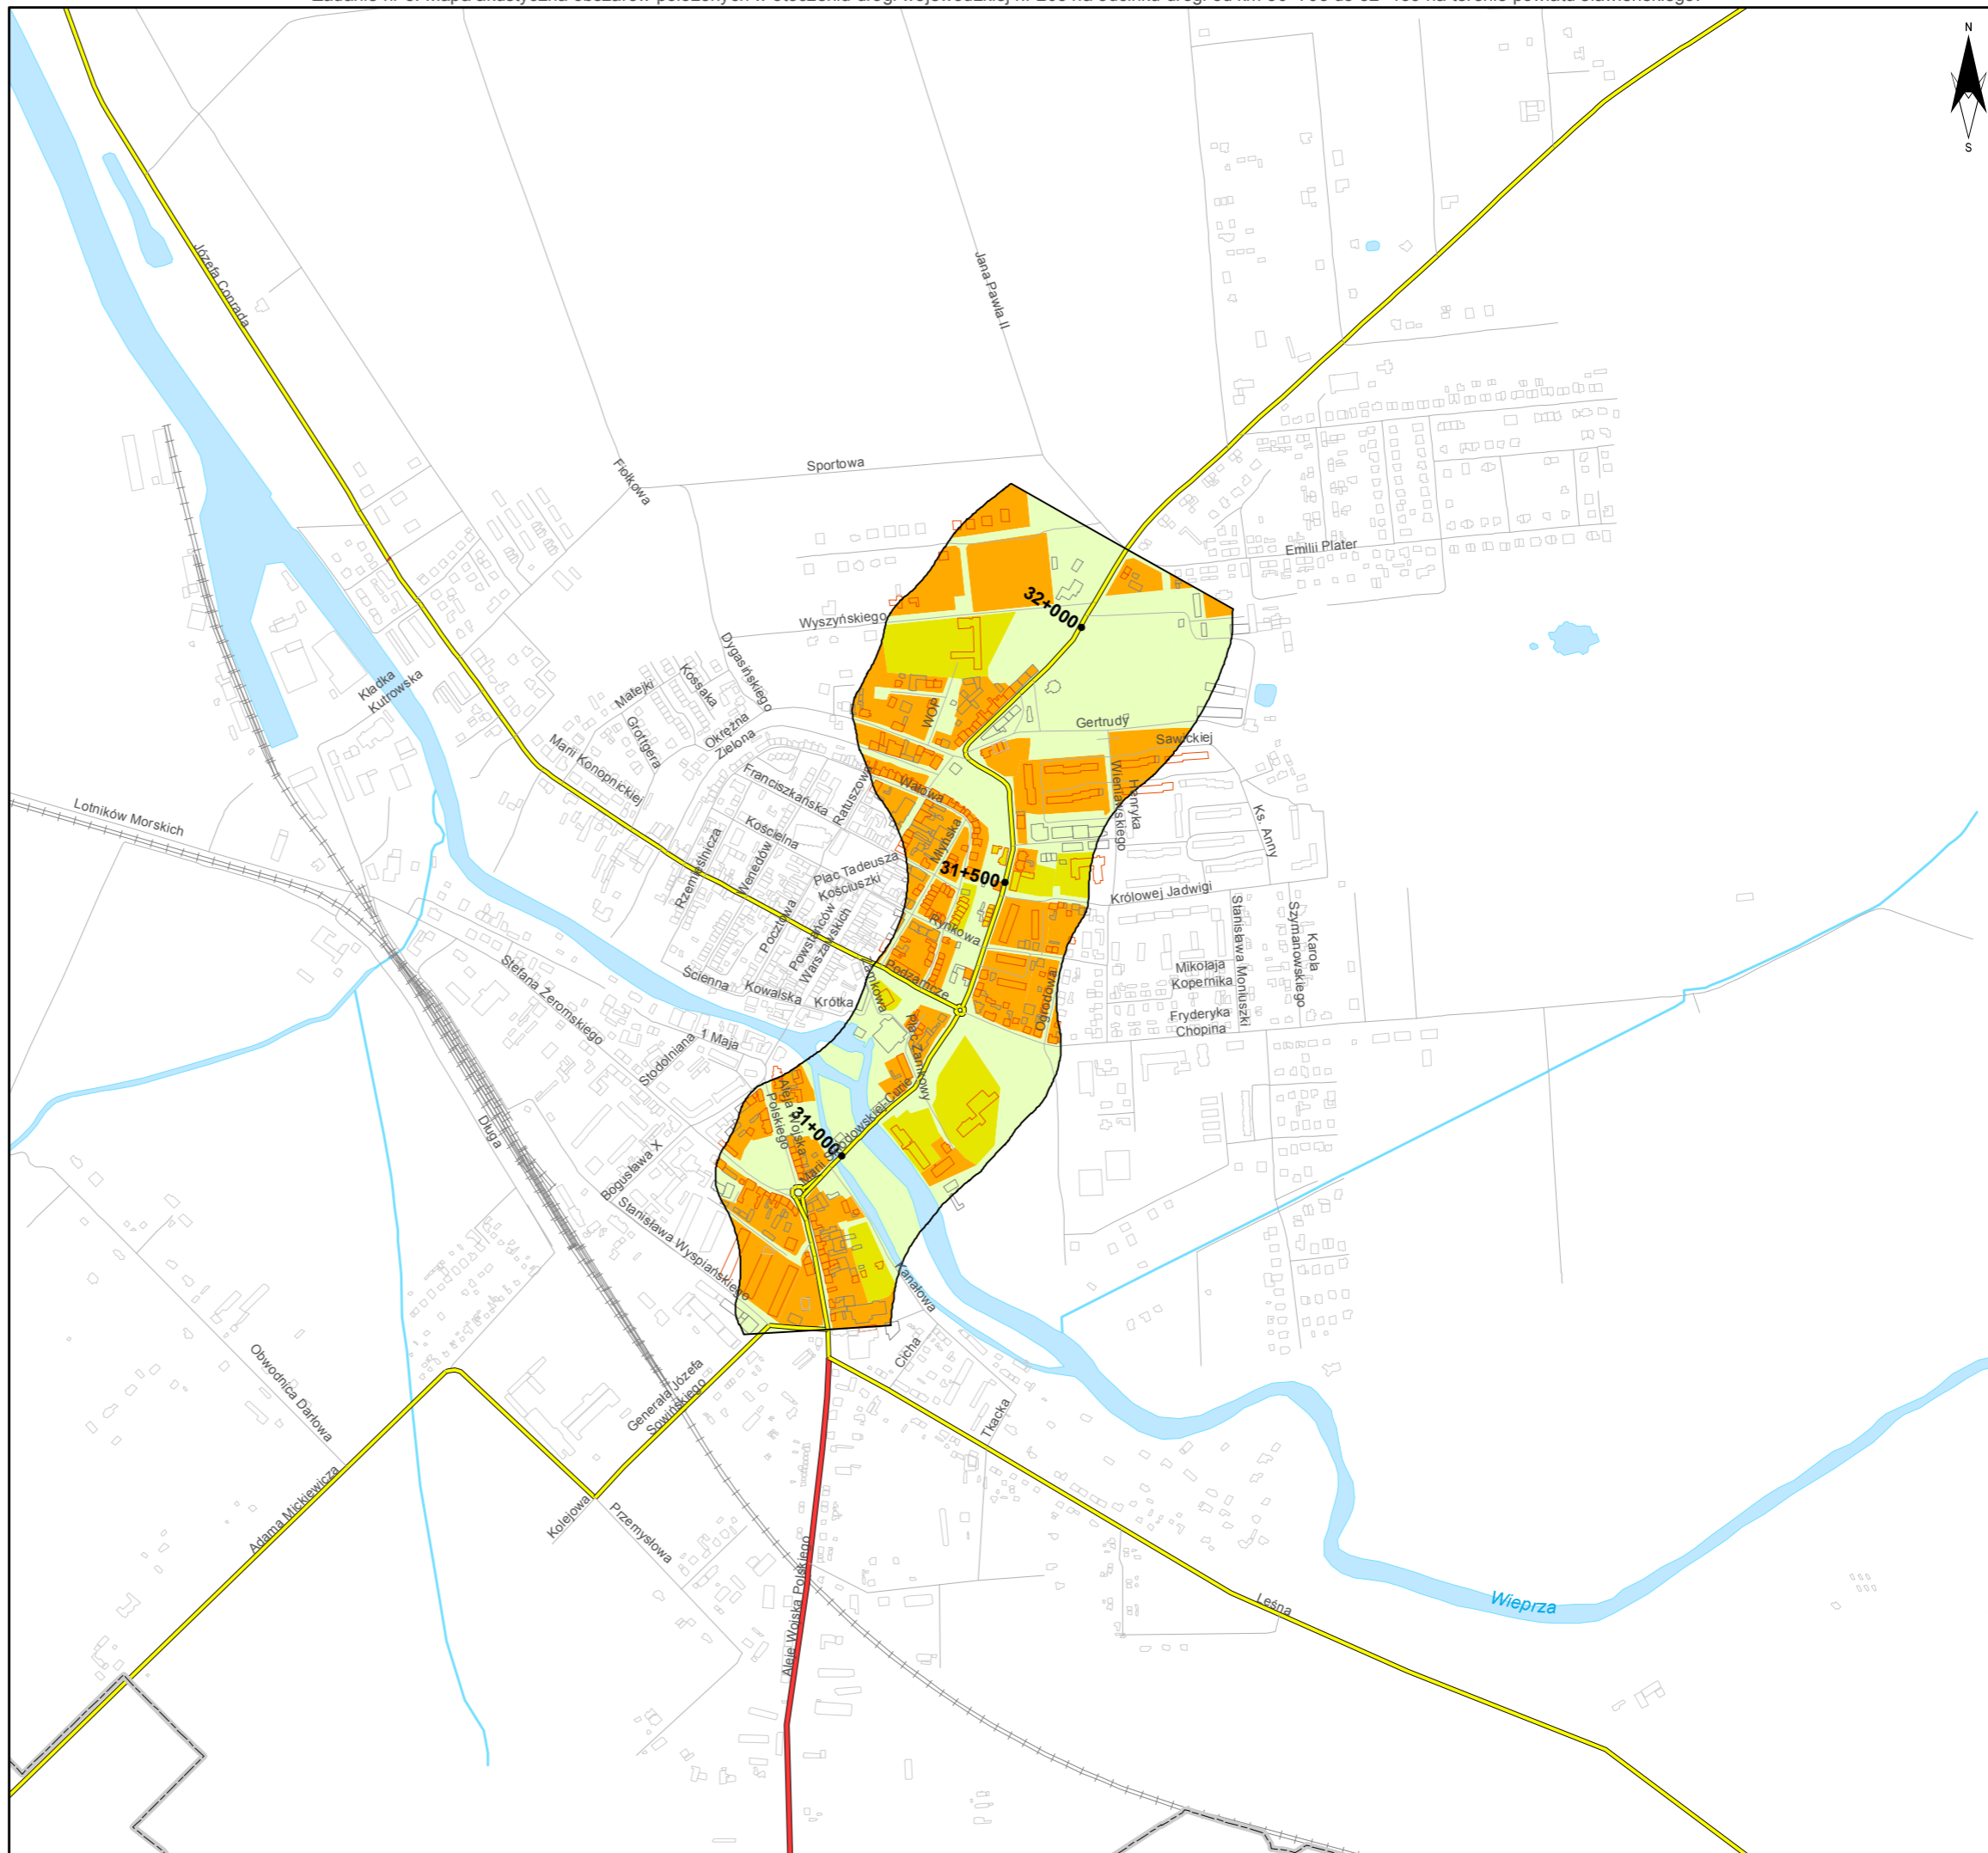 N
S
Józefa Conrada
Jana Pawła II
Fiołkowa
Sportowa
Emilii Plater
32+000
Wyszyńskiego
Dygasińskiego
Kossaka
Matejki
Grottgera
Okrężna
Zielona
Kładka
Kutrowska
Marii Konopnickiej
WOP
Gertrudy
Sawickiej
Franciszkańska
Ratuszowa
Wałowa
Henryka
Wieniawskiego
Ks. Anny
Lotników Morskich
Kościelna
Młyńska
Rzemieślnicza
Wenedów
Plac Tadeusza
Kościuszki
31+500
Królowej Jadwigi
Pocztowa
Powstańców
Warszawskich
Rynkowa
Stanisława Moniuszki
Karola
Szymanowskiego
Stefana Żeromskiego
Ścienna
Kowalska
Krótka
Zamkowa
Podzamcze
Ogrodowa
Mikołaja
Kopernika
Fryderyka
Chopina
1 Maja
Stodolniana
Plac Zamkowy
Długa
Aleja Wojska
Polskiego
31+000
Bogusława X
Stanisława Wyspiańskiego
Kanałowa
Cicha
Obwodnica Darłowa
Generała Józefa
Sowińskiego
Tkacka
Adama Mickiewicza
Kolejowa
Przemysłowa
Aleje Wojska Polskiego
Leśna
Wieprza